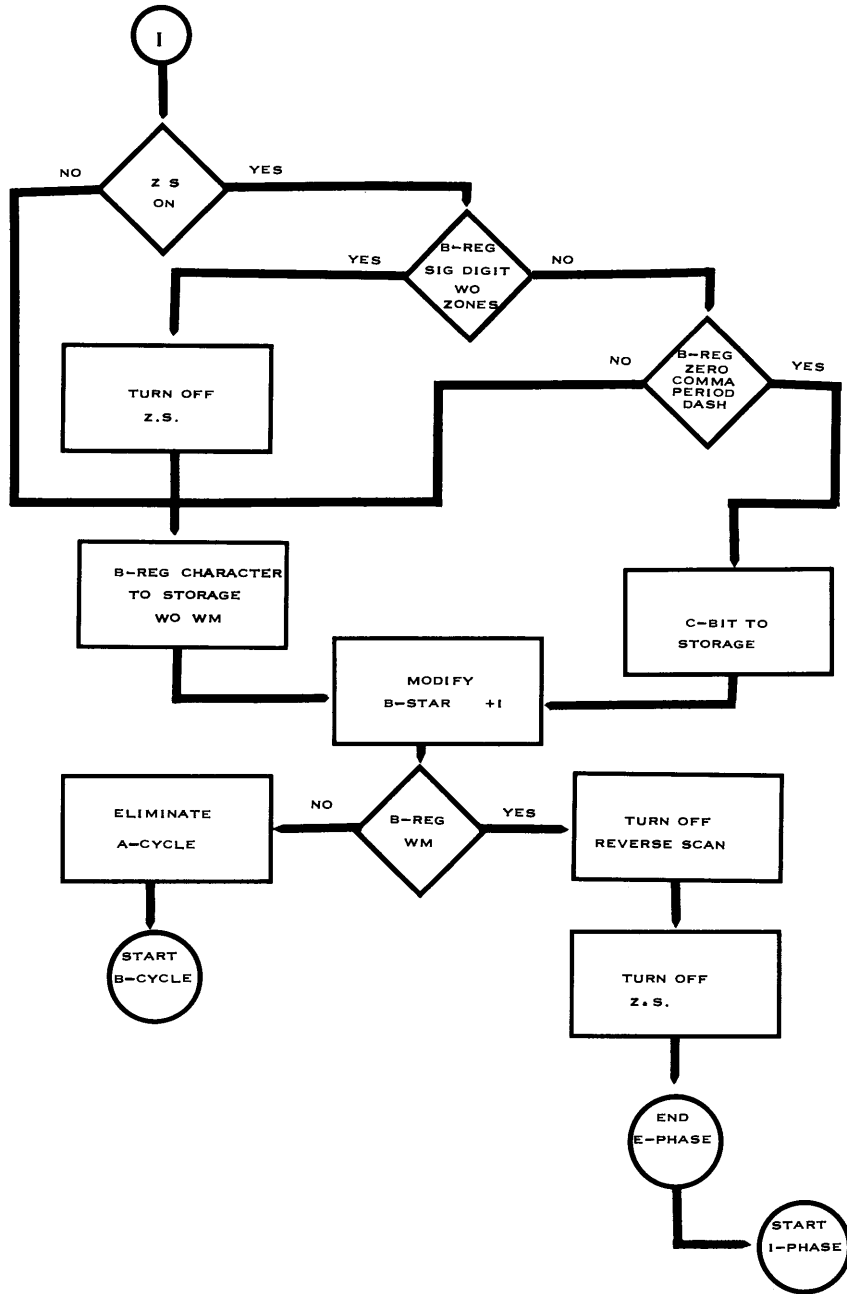 I
NO
YES
Z S
ON
YES
B-REG
SIG DIGIT
WO
ZONES
NO
NO
B-REG
ZERO
COMMA
PERIOD
DASH
YES
TURN OFF
Z.S.
B-REG CHARACTER
TO STORAGE
WO WM
C-BIT TO
STORAGE
MODIFY
B-STAR +1
ELIMINATE
A-CYCLE
NO
B-REG
WM
YES
TURN OFF
REVERSE SCAN
START
B-CYCLE
TURN OFF
Z.S.
END
E-PHASE
START
I-PHASE